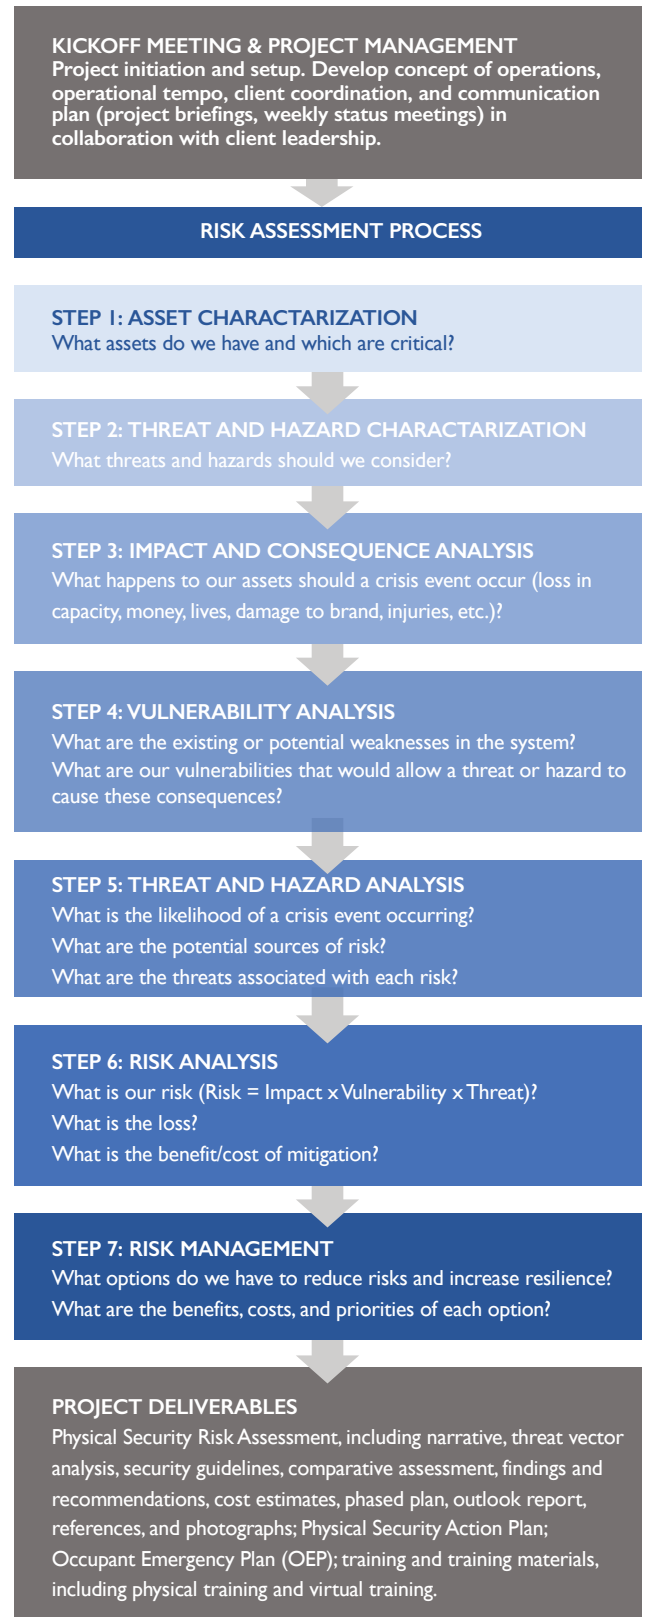 KICKOFF MEETING & PROJECT MANAGEMENT
Project initiation and setup. Develop concept of operations,
operational tempo, client coordination, and communication
plan (project briefings, weekly status meetings) in
collaboration with client leadership.
RISK ASSESSMENT PROCESS
STEP 1: ASSET CHARACTARIZATION
What assets do we have and which are critical?
STEP 2: THREAT AND HAZARD CHARACTARIZATION
What threats and hazards should we consider?
STEP 3: IMPACT AND CONSEQUENCE ANALYSIS
What happens to our assets should a crisis event occur (loss in
capacity, money, lives, damage to brand, injuries, etc.)?
STEP 4: VULNERABILITY ANALYSIS
What are the existing or potential weaknesses in the system?
What are our vulnerabilities that would allow a threat or hazard to
cause these consequences?
STEP 5: THREAT AND HAZARD ANALYSIS
What is the likelihood of a crisis event occurring?
What are the potential sources of risk?
What are the threats associated with each risk?
STEP 6: RISK ANALYSIS
What is our risk (Risk = Impact x Vulnerability x Threat)?
What is the loss?
What is the benefit/cost of mitigation?
STEP 7: RISK MANAGEMENT
What options do we have to reduce risks and increase resilience?
What are the benefits, costs, and priorities of each option?
PROJECT DELIVERABLES
Physical Security Risk Assessment, including narrative, threat vector
analysis, security guidelines, comparative assessment, findings and
recommendations, cost estimates, phased plan, outlook report,
references, and photographs; Physical Security Action Plan;
Occupant Emergency Plan (OEP); training and training materials,
including physical training and virtual training.